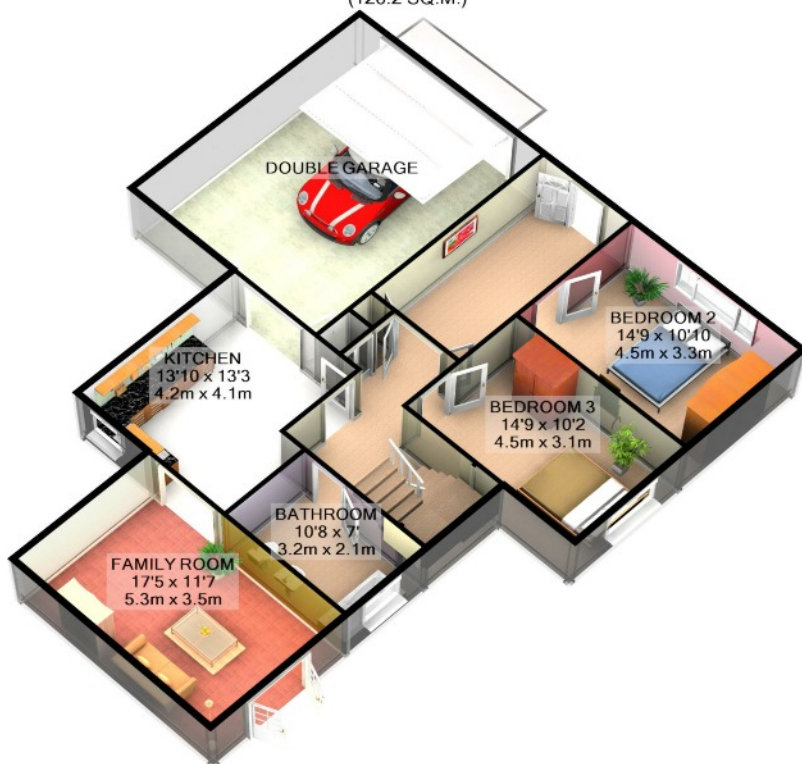 DOUBLE GARAGE
BEDROOM 2
14'9 x 10'10
4.5m x 3.3m
KITCHEN
13'10 x 13'3
4.2m x 4.1m
BEDROOM 3
14'9 x 10'2
4.5m x 3.1m
BATHROOM
10'8 x 7'
3.2m x 2.1m
FAMILY ROOM
17'5 x 11'7
5.3m x 3.5m